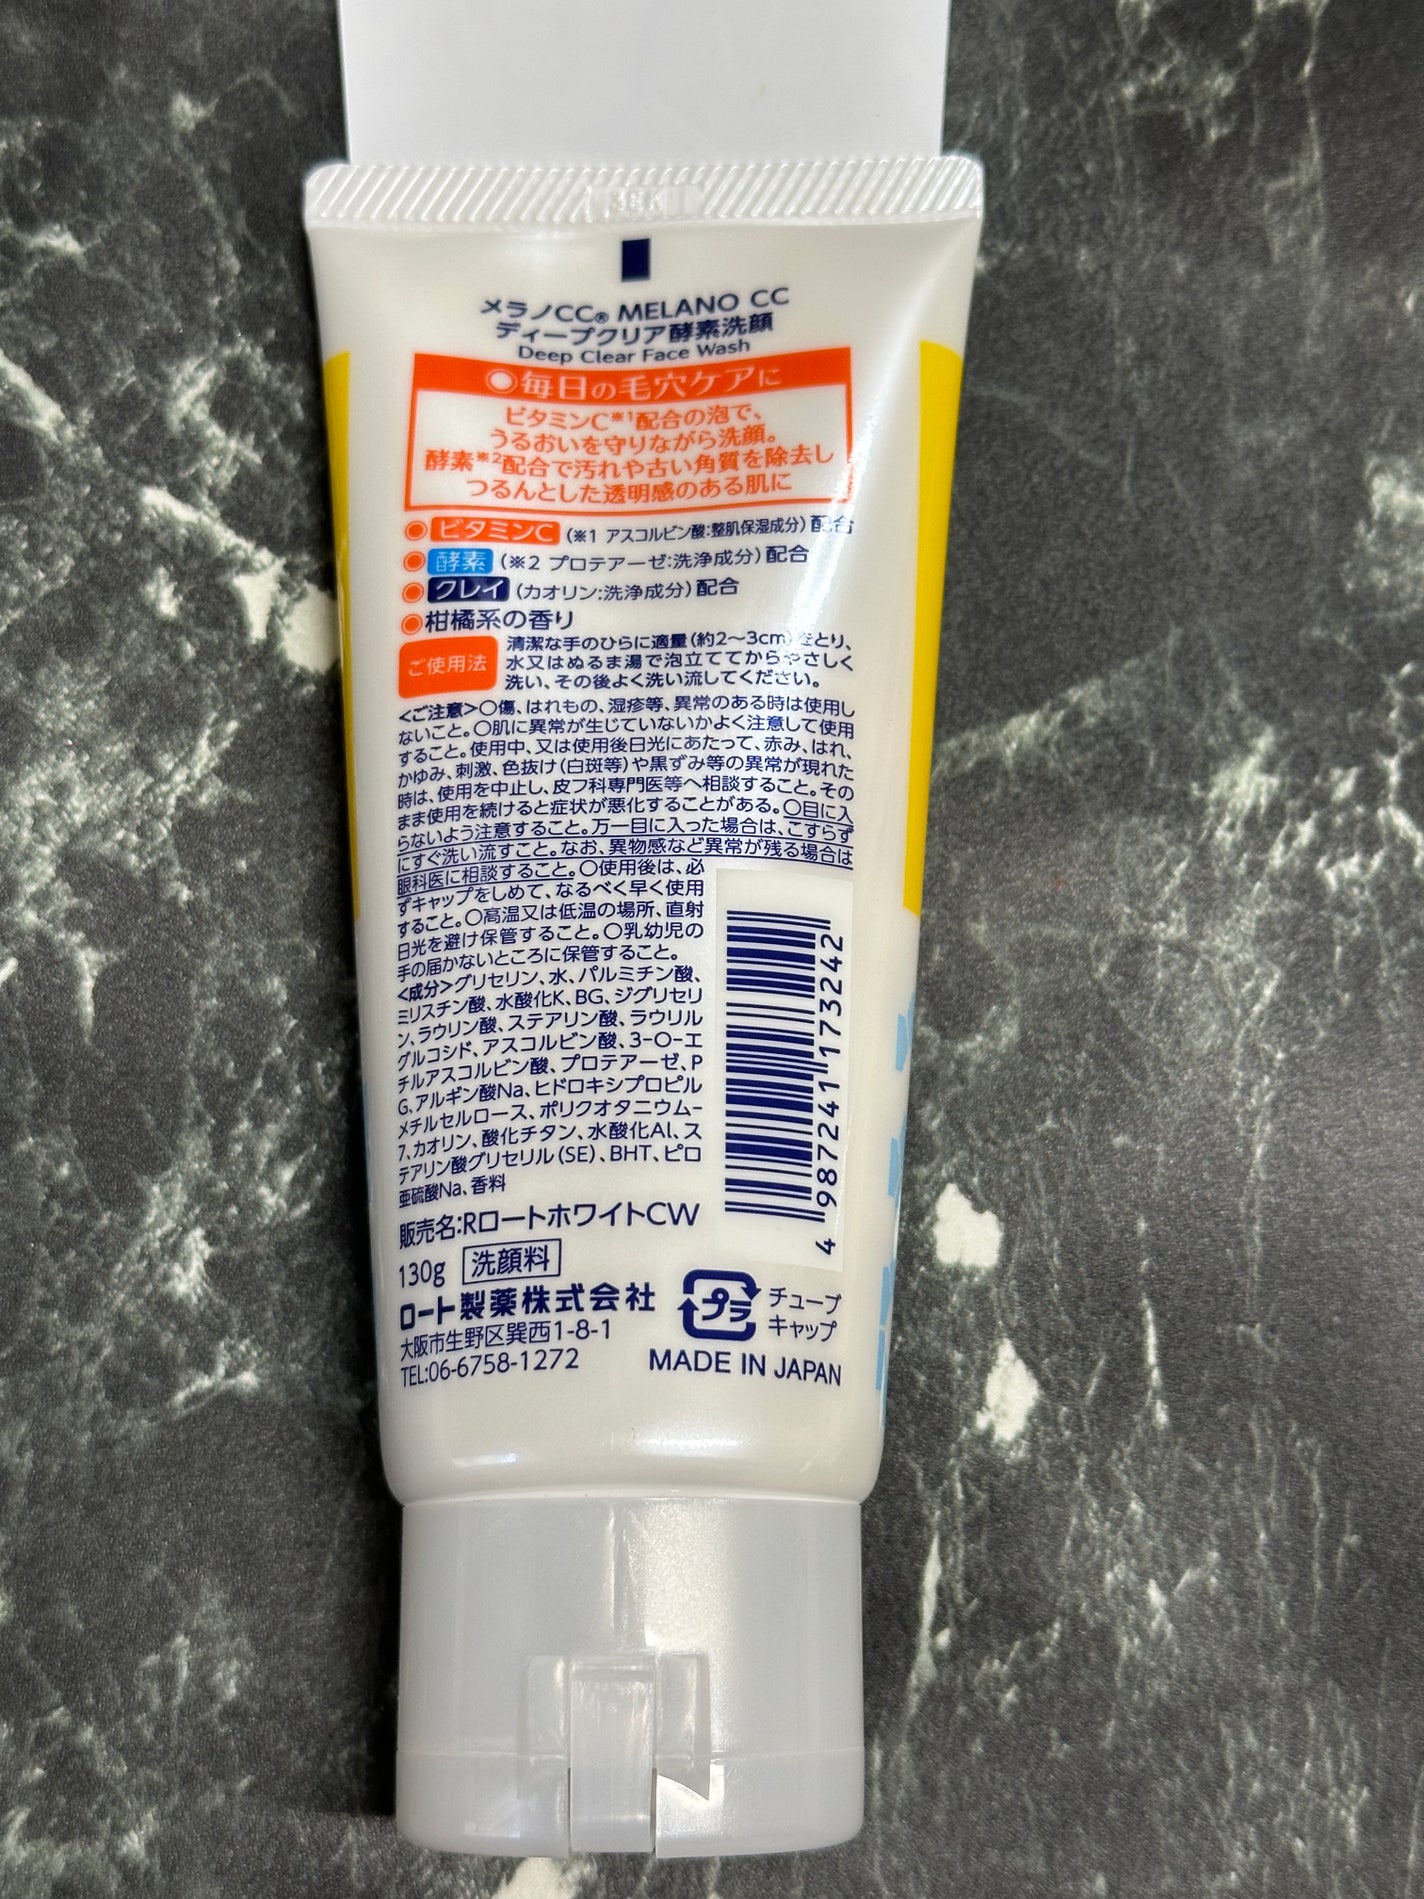 メラノCC® MELANO CC
ディープクリア酵素洗顔
Deep Clear Face Wash
◉毎日の毛穴ケアに
ビタミンC※1配合の泡で、
うるおいを守りながら洗顔。
酵素※2配合で汚れや古い角質を除去し
つるんとした透明感のある肌に
◉ビタミンC(※1 アスコルビン酸:整肌保湿成分)配合
◉酵素(※2 プロテアーゼ:洗浄成分)配合
◉クレイ(カオリン:洗浄成分)配合
◉柑橘系の香り
ご使用法
清潔な手のひらに適量(約2〜3cm)をとり、
水又はぬるま湯で泡立ててからやさしく
洗い、その後よく洗い流してください。
<ご注意>〇傷、はれもの、湿疹等、異常のある時は使用し
ないこと。〇肌に異常が生じていないかよく注意して使用
すること。使用中、又は使用後日光にあたって、赤み、はれ、
かゆみ、刺激、色抜け(白斑等)や黒ずみ等の異常が現れた
時は、使用を中止し、皮フ科専門医等へ相談すること。その
まま使用を続けると症状が悪化することがある。〇目に入
らないよう注意すること。万一目に入った場合は、こすらず
にすぐ洗い流すこと。なお、異物感など異常が残る場合は
眼科医に相談すること。〇使用後は、必
ずキャップをしめて、なるべく早く使用
すること。〇高温又は低温の場所、直射
日光を避け保管すること。〇乳幼児の
手の届かないところに保管すること。
<成分>グリセリン、水、パルミチン酸、
ミリスチン酸、水酸化K、BG、ジグリセリ
ン、ラウリン酸、ステアリン酸、ラウリル
グルコシド、アスコルビン酸、3-O-エ
チルアスコルビン酸、プロテアーゼ、P
G、アルギン酸Na、ヒドロキシプロピル
メチルセルロース、ポリクオタニウム-
7、カオリン、酸化チタン、水酸化Al、ス
テアリン酸グリセリル(SE)、BHT、ピロ
亜硫酸Na、香料
4 987241 173242
販売名:RロートホワイトCW
130g 洗顔料
ロート製薬株式会社
大阪市生野区巽西1-8-1
TEL:06-6758-1272
プラ
チューブ
キャップ
MADE IN JAPAN